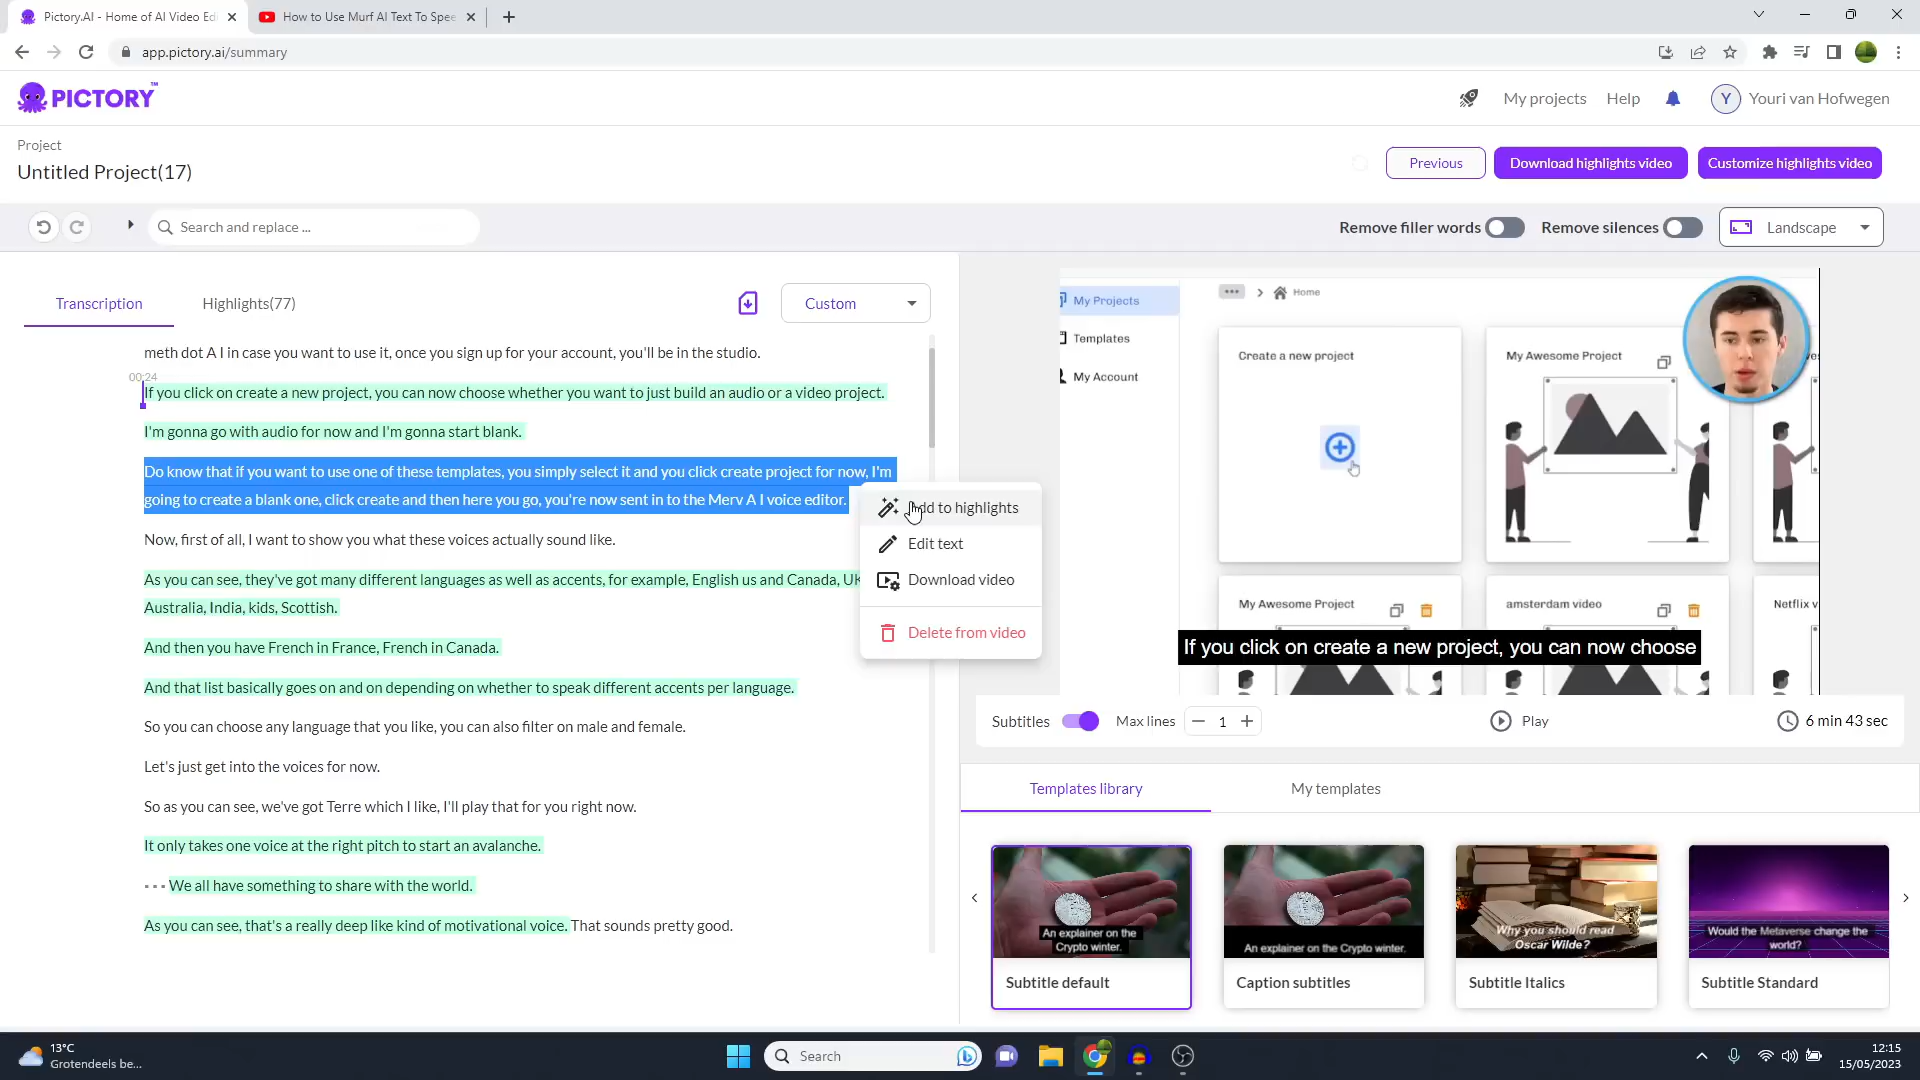 Pictory.AI - Home of AI Video Edi
How to Use Murf AI Text To Spee
app.pictory.ai/summary
PICTORY™
My projects
Help
Y
Youri van Hofwegen
Project
Untitled Project(17)
Previous
Download highlights video
Customize highlights video
Search and replace ...
Remove filler words
Remove silences
Landscape
Transcription
Highlights(77)
Custom
meth dot A I in case you want to use it, once you sign up for your account, you'll be in the studio.
00:24
If you click on create a new project, you can now choose whether you want to just build an audio or a video project.
I'm gonna go with audio for now and I'm gonna start blank.
Do know that if you want to use one of these templates, you simply select it and you click create project for now, I'm
going to create a blank one, click create and then here you go, you're now sent in to the Merv A I voice editor.
Now, first of all, I want to show you what these voices actually sound like.
As you can see, they've got many different languages as well as accents, for example, English us and Canada, UK
Australia, India, kids, Scottish.
And then you have French in France, French in Canada.
And that list basically goes on and on depending on whether to speak different accents per language.
So you can choose any language that you like, you can also filter on male and female.
Let's just get into the voices for now.
So as you can see, we've got Terre which I like, I'll play that for you right now.
It only takes one voice at the right pitch to start an avalanche.
--- We all have something to share with the world.
As you can see, that's a really deep like kind of motivational voice. That sounds pretty good.
Add to highlights
Edit text
Download video
Delete from video
My Projects
Templates
My Account
Home
Create a new project
My Awesome Project
My Awesome Project
amsterdam video
Netflix v
If you click on create a new project, you can now choose
Subtitles
Max lines
1
Play
6 min 43 sec
Templates library
My templates
An explainer on the
Crypto winter.
Subtitle default
An explainer on the Crypto winter.
Caption subtitles
Why you should read
Oscar Wilde?
Subtitle Italics
Would the Metaverse change the
world?
Subtitle Standard
13°C
Grotendeels be...
Search
12:15
15/05/2023